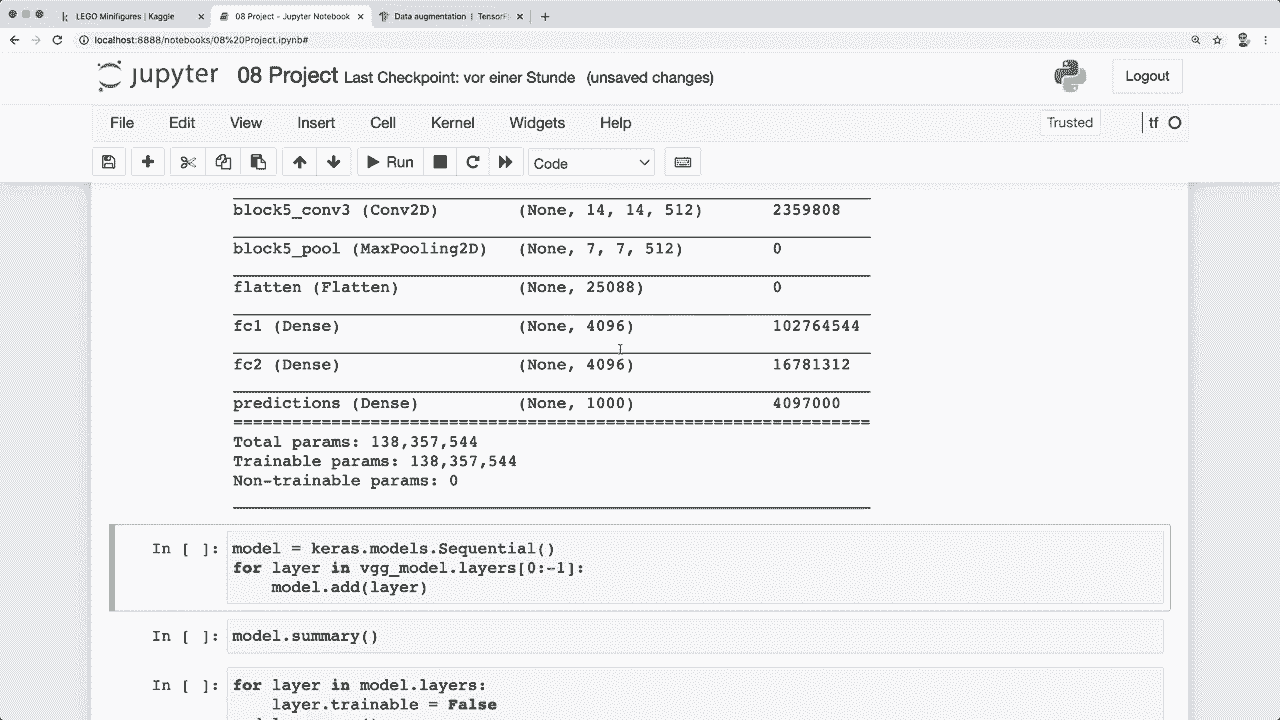 LEGO Minifigures | Kaggle
08 Project - Jupyter Notebook
Data augmentation | TensorFl
localhost:8888/notebooks/08%20Project.ipynb#
jupyter 08 Project Last Checkpoint: vor einer Stunde (unsaved changes)
Logout
File Edit View Insert Cell Kernel Widgets Help
Trusted tf
Run Code
block5_conv3 (Conv2D) (None, 14, 14, 512) 2359808
block5_pool (MaxPooling2D) (None, 7, 7, 512) 0
flatten (Flatten) (None, 25088) 0
fc1 (Dense) (None, 4096) 102764544
fc2 (Dense) (None, 4096) 16781312
predictions (Dense) (None, 1000) 4097000
=================================================================
Total params: 138,357,544
Trainable params: 138,357,544
Non-trainable params: 0
In [ ]: model = keras.models.Sequential()
for layer in vgg_model.layers[0:-1]:
model.add(layer)
In [ ]: model.summary()
In [ ]: for layer in model.layers:
layer.trainable = False